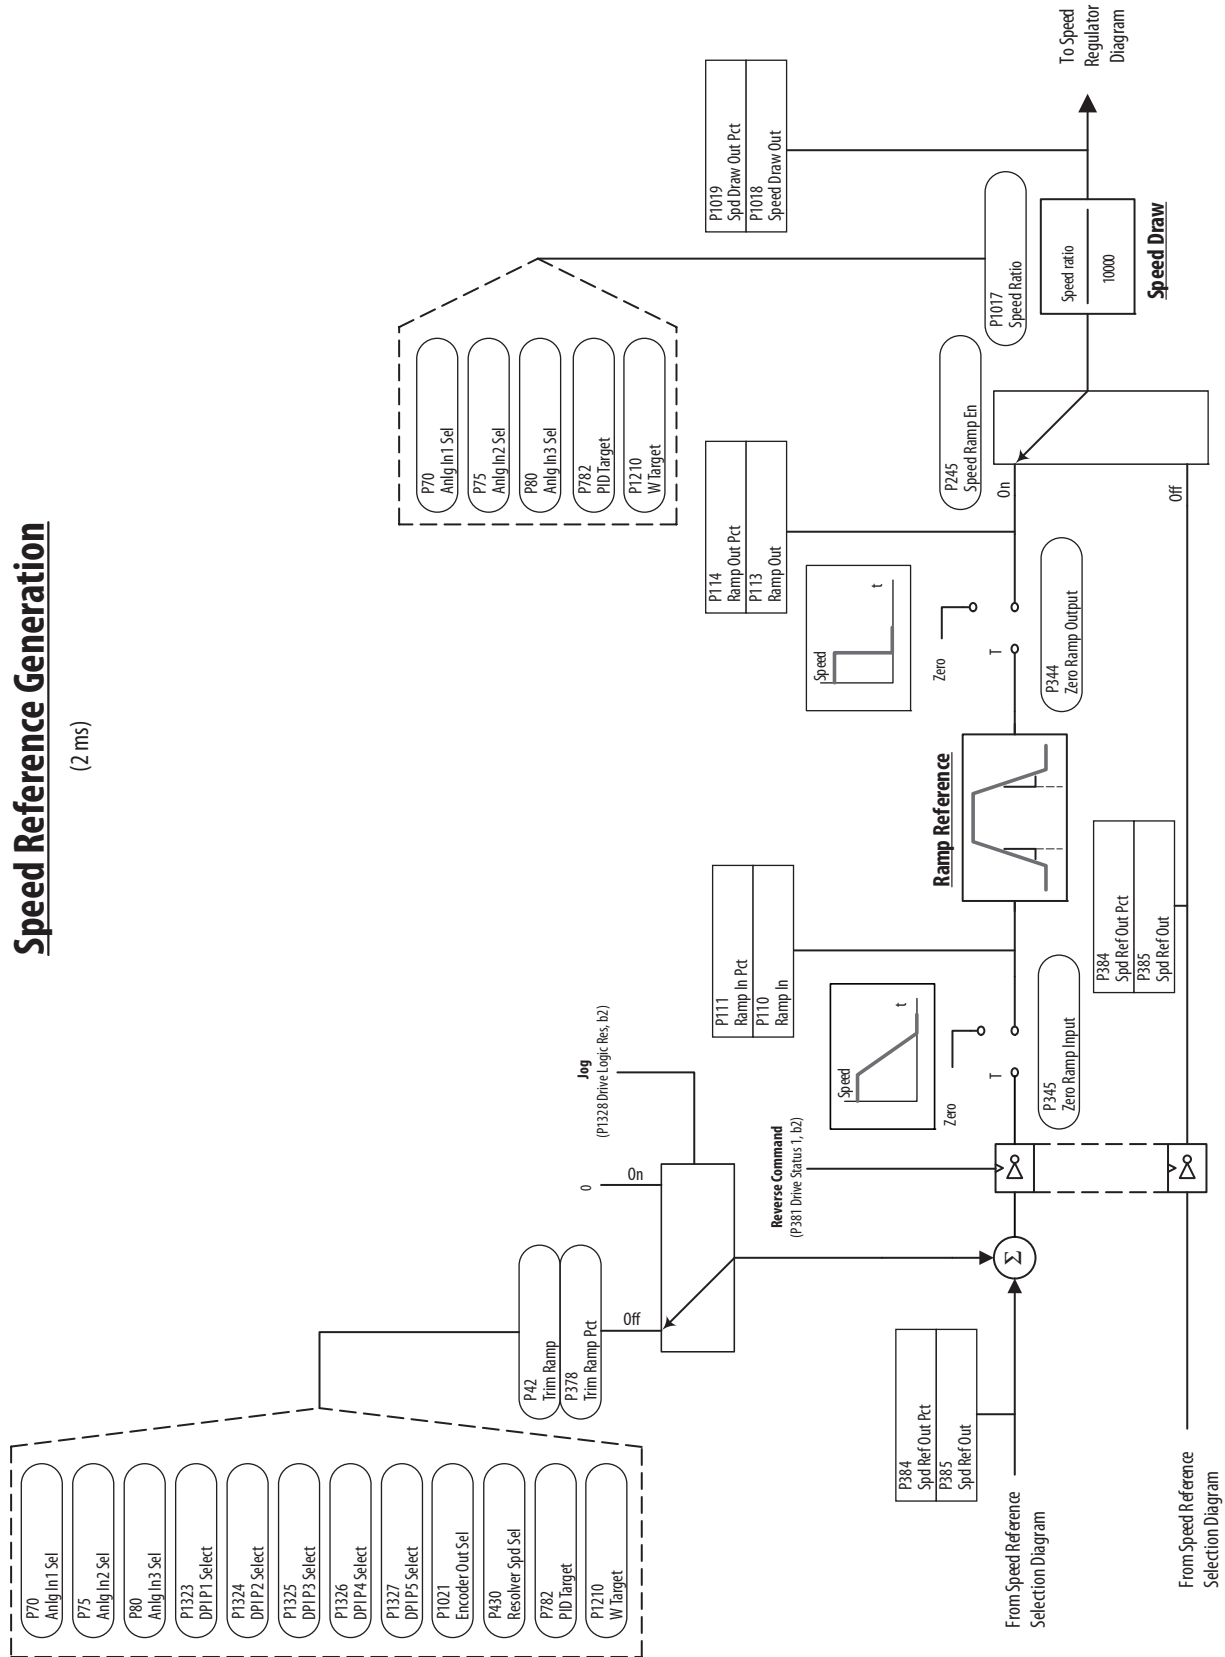 Speed Reference Generation
(2 ms)
P70
Anlg In1 Sel
P75
Anlg In2 Sel
P80
Anlg In3 Sel
P1323
DPI P1 Select
P1324
DPI P2 Select
P1325
DPI P3 Select
P1326
DPI P4 Select
P1327
DPI P5 Select
P1021
Encoder Out Sel
P430
Resolver Spd Sel
P782
PID Target
P1210
W Target
P42
Trim Ramp
P378
Trim Ramp Pct
0
Off
On
Jog
(P1328 Drive Logic Res, b2)
Reverse Command
(P381 Drive Status 1, b2)
P384
Spd Ref Out Pct
P385
Spd Ref Out
From Speed Reference
Selection Diagram
Σ
From Speed Reference
Selection Diagram
P111
Ramp In Pct
P110
Ramp In
Speed
t
Zero
T
P345
Zero Ramp Input
Ramp Reference
P384
Spd Ref Out Pct
P385
Spd Ref Out
P114
Ramp Out Pct
P113
Ramp Out
Speed
t
Zero
T
P344
Zero Ramp Output
P70
Anlg In1 Sel
P75
Anlg In2 Sel
P80
Anlg In3 Sel
P782
PID Target
P1210
W Target
P245
Speed Ramp En
On
Off
P1017
Speed Ratio
P1019
Spd Draw Out Pct
P1018
Speed Draw Out
Speed ratio
10000
Speed Draw
To Speed
Regulator
Diagram